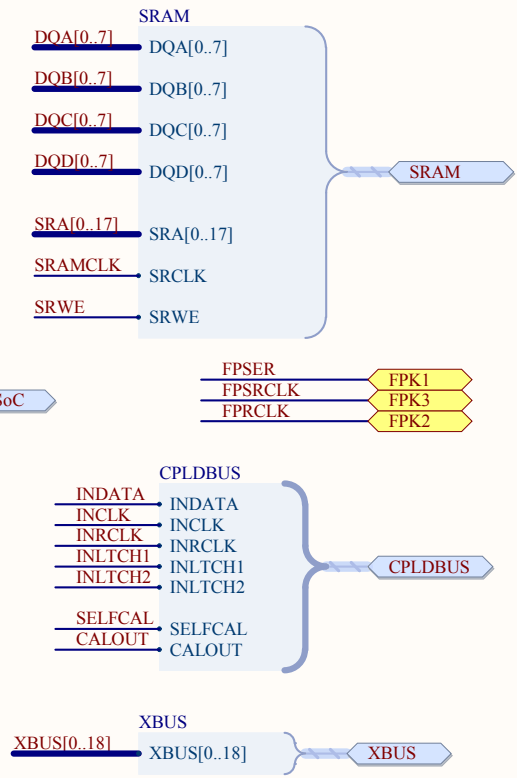 SRAM
DQA[0..7] DQA[0..7]
DQB[0..7] DQB[0..7]
DQC[0..7] DQC[0..7]
DQD[0..7] DQD[0..7]
SRAM
SRA[0..17] SRA[0..17]
SRAMCLK SRCLK
SRWE SRWE
FPSER FPK1
oC FPSRCLK FPK3
FPRCLK FPK2
CPLDBUS
INDATA INDATA
INCLK INCLK
INRCLK INRCLK
INLTCH1 INLTCH1
CPLDBUS
INLTCH2 INLTCH2
SELFCAL SELFCAL
CALOUT CALOUT
XBUS
XBUS[0..18] XBUS[0..18] XBUS